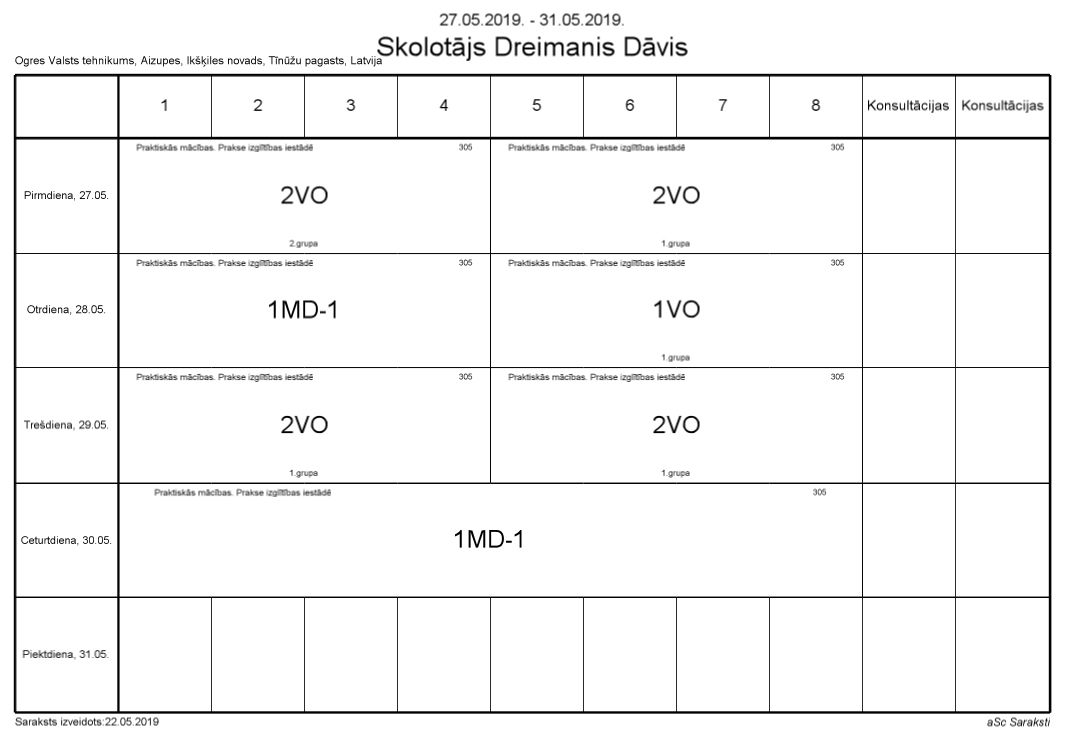 27.05.2019. - 31.05.2019.
Skolotājs Dreimanis Dāvis
Ogres Valsts tehnikums, Aizupes, Ikšķiles novads, Tīnūžu pagasts, Latvija
1 2 3 4 5 6 7 8 Konsultācijas Konsultācijas
Praktiskās mācības. Prakse izglītības iestādē 305 Praktiskās mācības. Prakse izglītības iestādē 305
Pirmdiena, 27.05. 2VO 2VO
2.grupa 1.grupa
Praktiskās mācības. Prakse izglītības iestādē 305 Praktiskās mācības. Prakse izglītības iestādē 305
Otrdiena, 28.05. 1MD-1 1VO
1.grupa
Praktiskās mācības. Prakse izglītības iestādē 305 Praktiskās mācības. Prakse izglītības iestādē 305
Trešdiena, 29.05. 2VO 2VO
1.grupa 1.grupa
Praktiskās mācības. Prakse izglītības iestādē 305
Ceturtdiena, 30.05. 1MD-1
Piektdiena, 31.05.
Saraksts izveidots:22.05.2019 aSc Saraksti